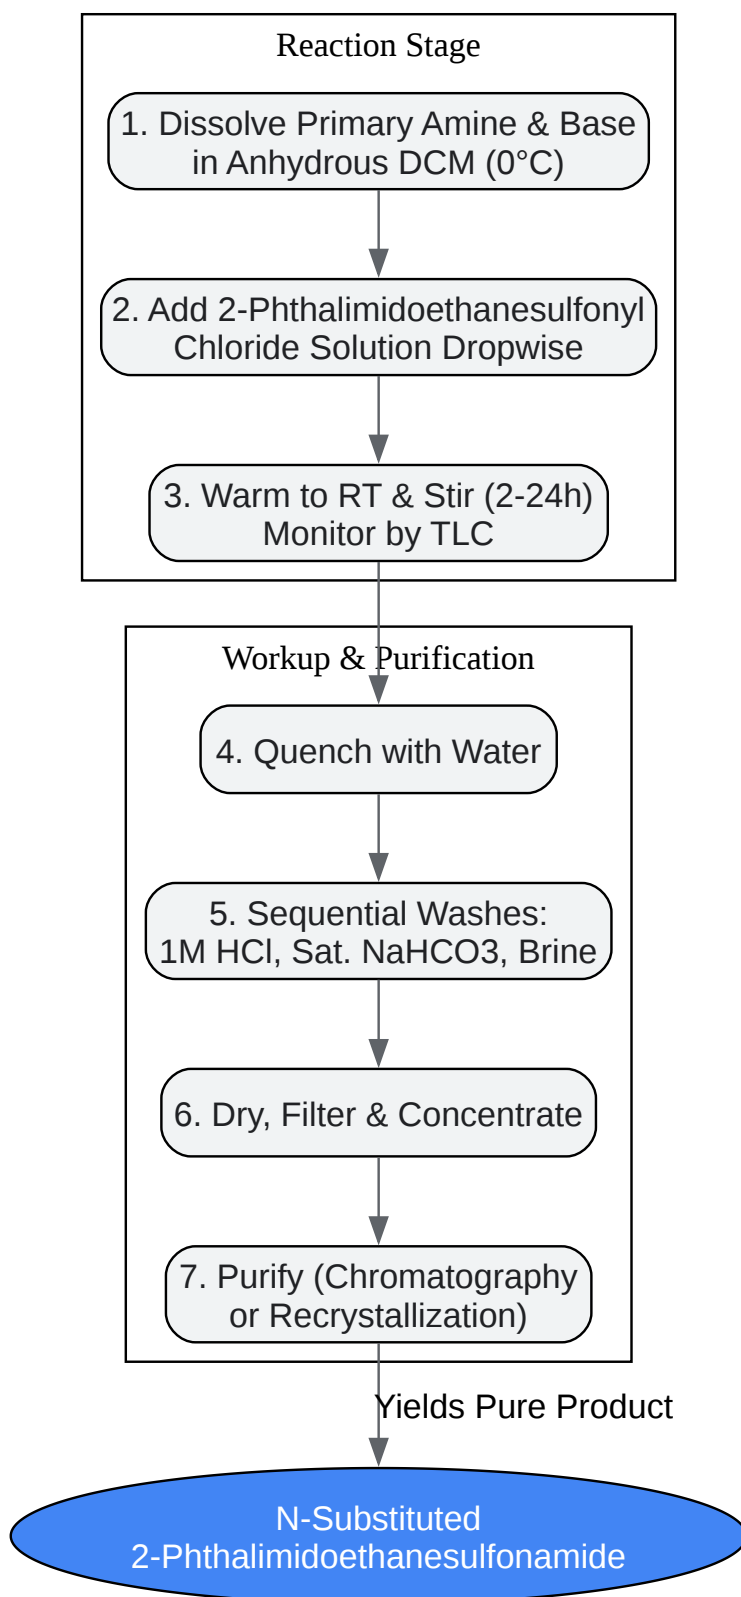 Reaction Stage
1. Dissolve Primary Amine & Base
in Anhydrous DCM (0°C)
2. Add 2-Phthalimidoethanesulfonyl
Chloride Solution Dropwise
3. Warm to RT & Stir (2-24h)
Monitor by TLC
Workup & Purification
4. Quench with Water
5. Sequential Washes:
1M HCl, Sat. NaHCO3, Brine
6. Dry, Filter & Concentrate
7. Purify (Chromatography
or Recrystallization)
Yields Pure Product
N-Substituted
2-Phthalimidoethanesulfonamide